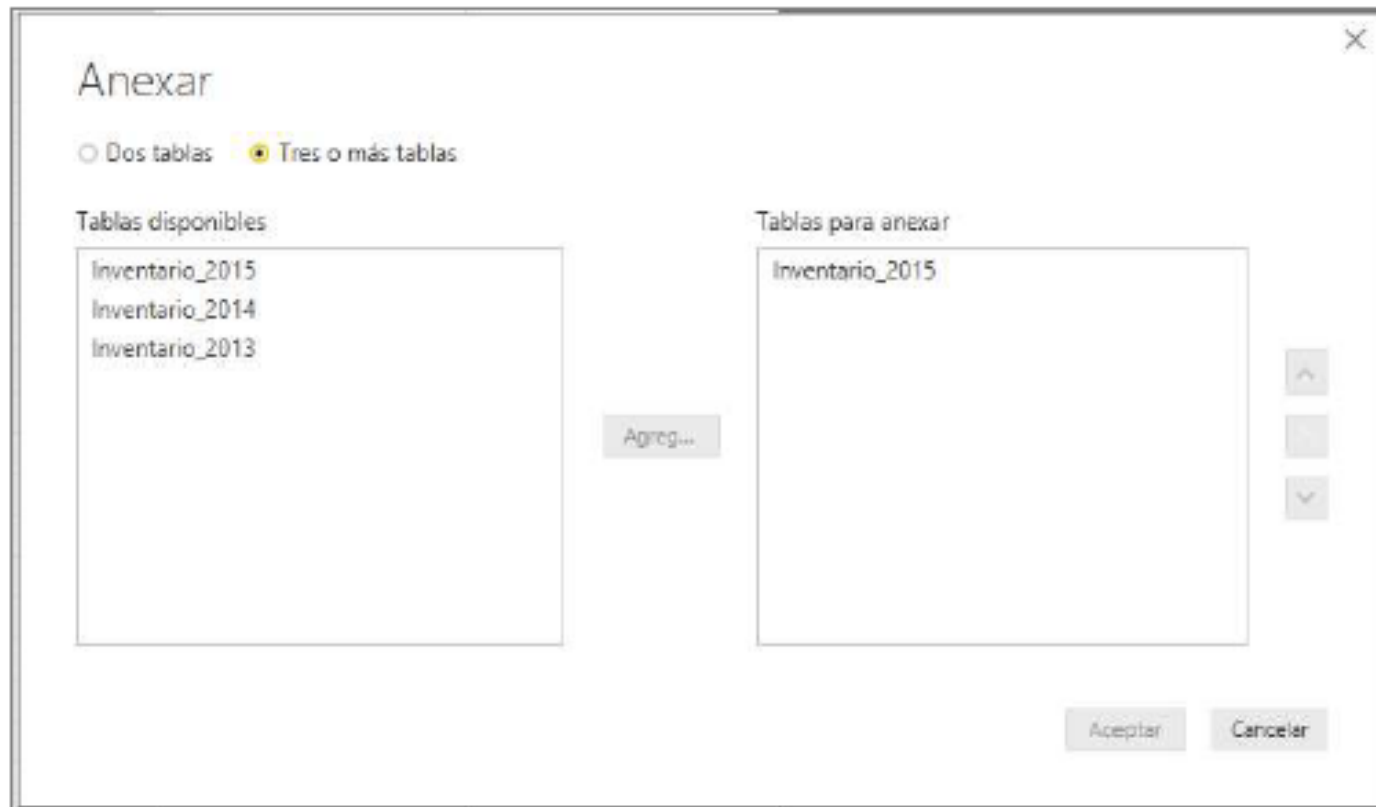 Anexar
Dos tablas Tres o más tablas
Tablas disponibles Tablas para anexar
Inventario_2015 Inventario_2015
Inventario_2014
Inventario_2013
Agreg...
Aceptar Cancelar